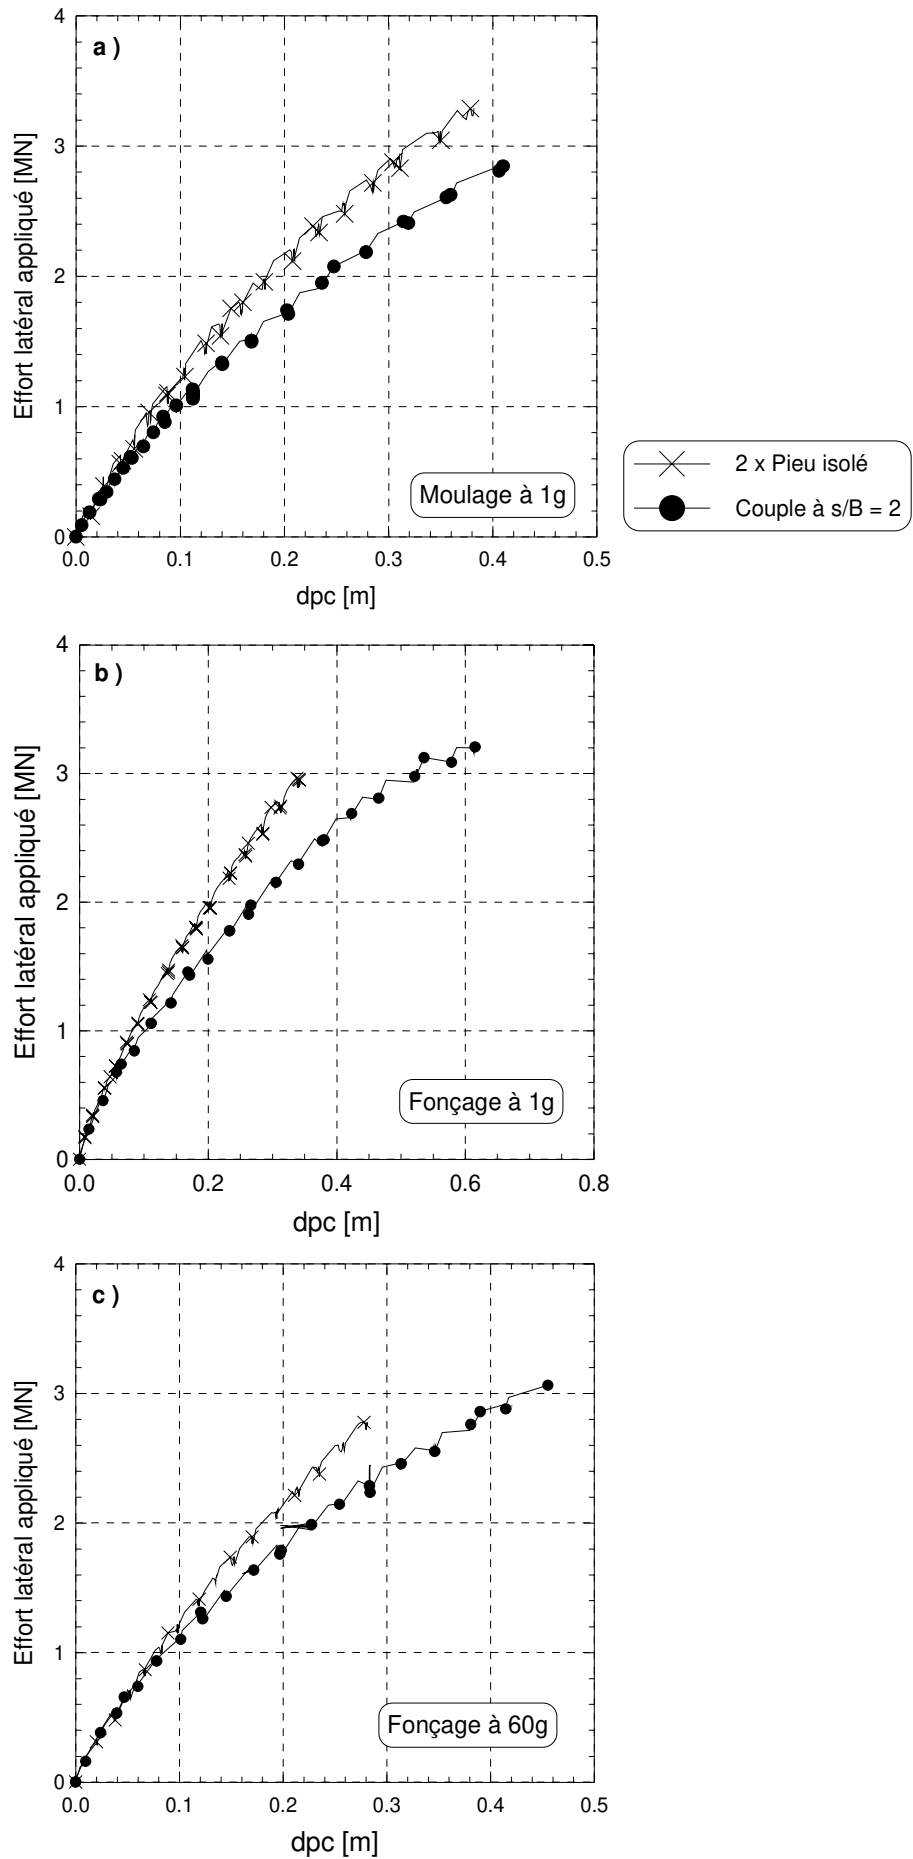 4
a )
3
2
1
0
Effort latéral appliqué [MN]
Moulage à 1g
0.0 0.1 0.2 0.3 0.4 0.5
dpc [m]
2 x Pieu isolé
Couple à s/B = 2
4
b )
3
2
1
0
Effort latéral appliqué [MN]
Fonçage à 1g
0.0 0.2 0.4 0.6 0.8
dpc [m]
4
c )
3
2
1
0
Effort latéral appliqué [MN]
Fonçage à 60g
0.0 0.1 0.2 0.3 0.4 0.5
dpc [m]